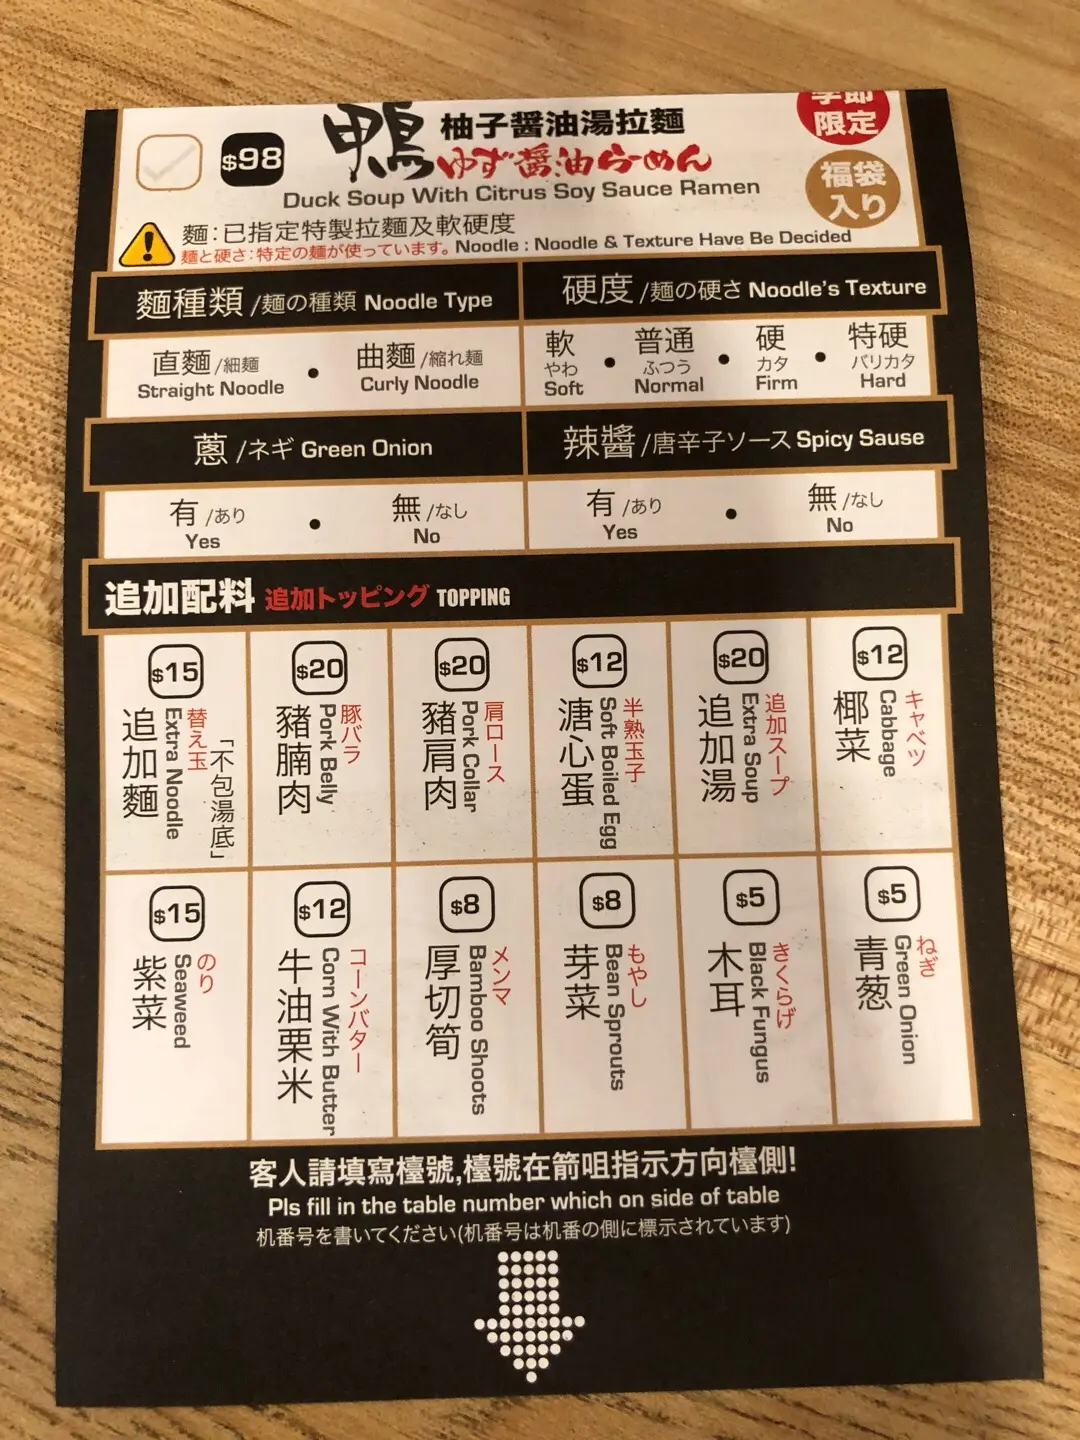 季節
限定
$98
鴨 柚子醤油湯拉麵
ゆず醤油らーめん
Duck Soup With Citrus Soy Sauce Ramen
福袋
入り
麵：已指定特製拉麵及軟硬度
麺と硬さ：特定の麺が使っています。 Noodle : Noodle & Texture Have Be Decided
麵種類 /麺の種類 Noodle Type
硬度 /麺の硬さ Noodle's Texture
直麵 /細麺
Straight Noodle
•
曲麵 /縮れ麺
Curly Noodle
軟
やわ
Soft
•
普通
ふつう
Normal
•
硬
カタ
Firm
•
特硬
バリカタ
Hard
蔥 /ネギ Green Onion
辣醬 /唐辛子ソース Spicy Sause
有 /あり
Yes
•
無 /なし
No
有 /あり
Yes
•
無 /なし
No
追加配料 追加トッピング TOPPING
$15
追加麵
Extra Noodle
替え玉
「不包湯底」
$20
豬腩肉
Pork Belly
豚バラ
$20
豬肩肉
Pork Collar
肩ロース
$12
溏心蛋
Soft Boiled Egg
半熟玉子
$20
追加湯
Extra Soup
追加スープ
$12
椰菜
Cabbage
キャベツ
$15
紫菜
Seaweed
のり
$12
牛油栗米
Corn With Butter
コーンバター
$8
厚切筍
Bamboo Shoots
メンマ
$8
芽菜
Bean Sprouts
もやし
$5
木耳
Black Fungus
きくらげ
$5
青葱
Green Onion
ねぎ
客人請填寫檯號,檯號在箭咀指示方向檯側!
Pls fill in the table number which on side of table
机番号を書いてください(机番号は机番の側に標示されています)